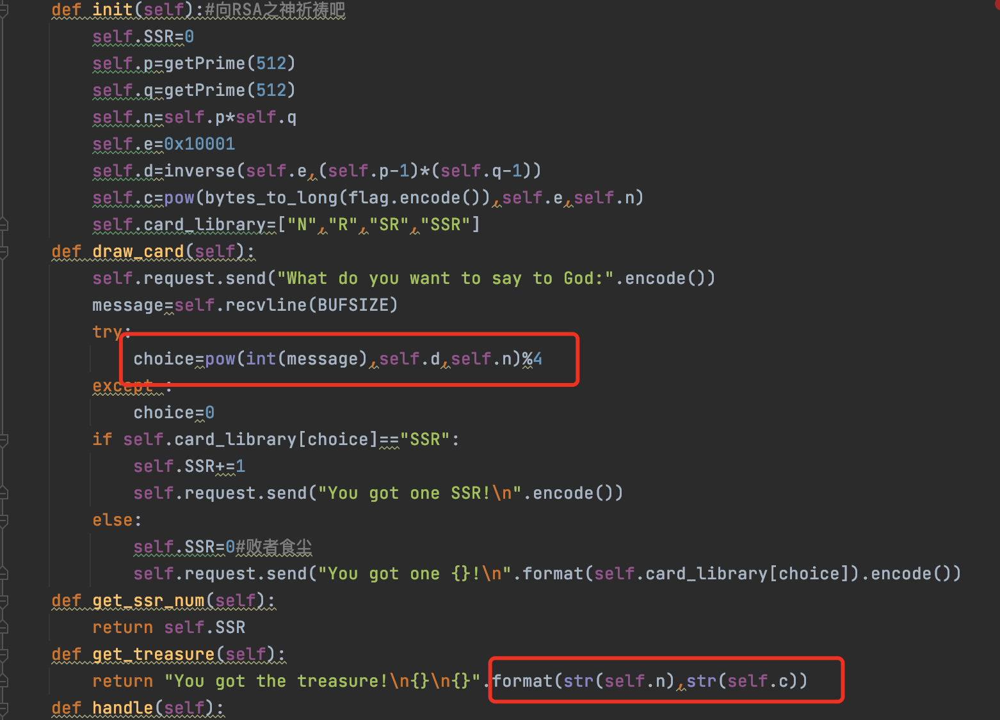 def init(self):#向RSA之神祈祷吧
self.SSR=0
self.p=getPrime(512)
self.q=getPrime(512)
self.n=self.p*self.q
self.e=0x10001
self.d=inverse(self.e,(self.p-1)*(self.q-1))
self.c=pow(bytes_to_long(flag.encode()),self.e,self.n)
self.card_library=["N","R","SR","SSR"]
def draw_card(self):
self.request.send("What do you want to say to God:".encode())
message=self.recvline(BUFSIZE)
try:
choice=pow(int(message),self.d,self.n)%4
except :
choice=0
if self.card_library[choice]=="SSR":
self.SSR+=1
self.request.send("You got one SSR!\n".encode())
else:
self.SSR=0#败者食尘
self.request.send("You got one {}!\n".format(self.card_library[choice]).encode())
def get_ssr_num(self):
return self.SSR
def get_treasure(self):
return "You got the treasure!\n{}\n{}".format(str(self.n),str(self.c))
def handle(self):